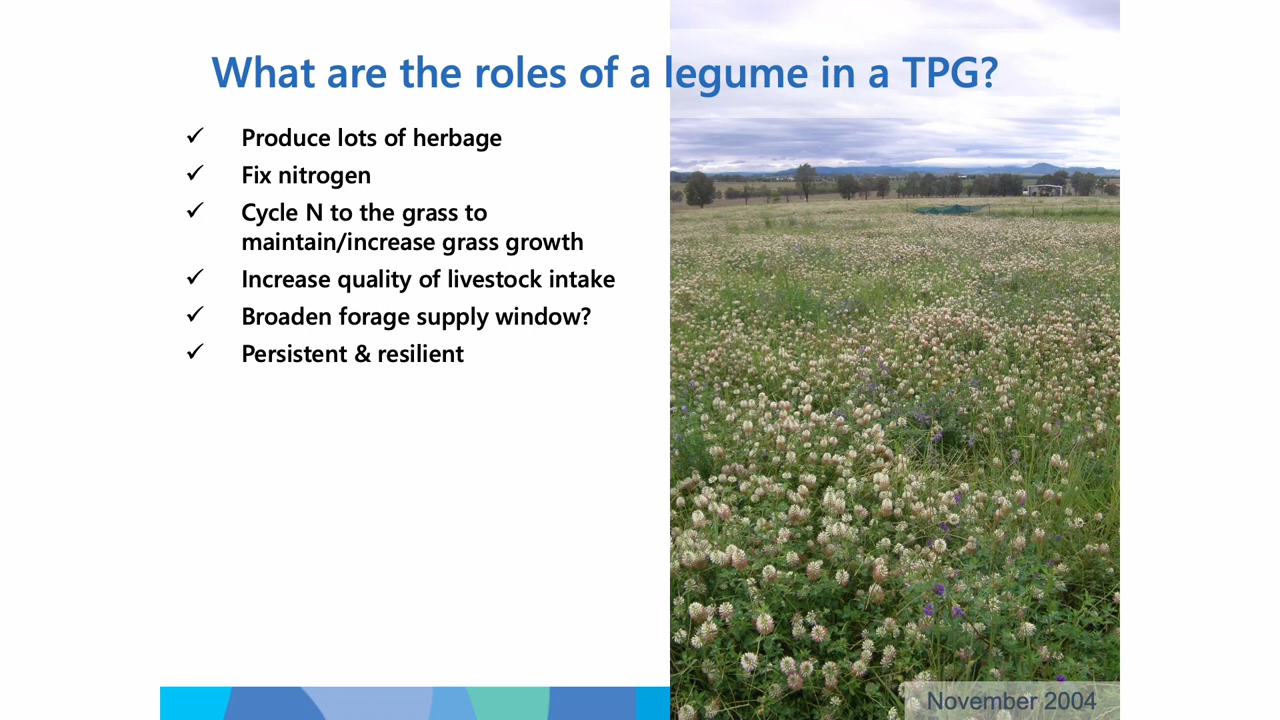 What are the roles of a legume in a TPG?
✓ Produce lots of herbage
✓ Fix nitrogen
✓ Cycle N to the grass to
maintain/increase grass growth
✓ Increase quality of livestock intake
✓ Broaden forage supply window?
✓ Persistent & resilient
November 2004